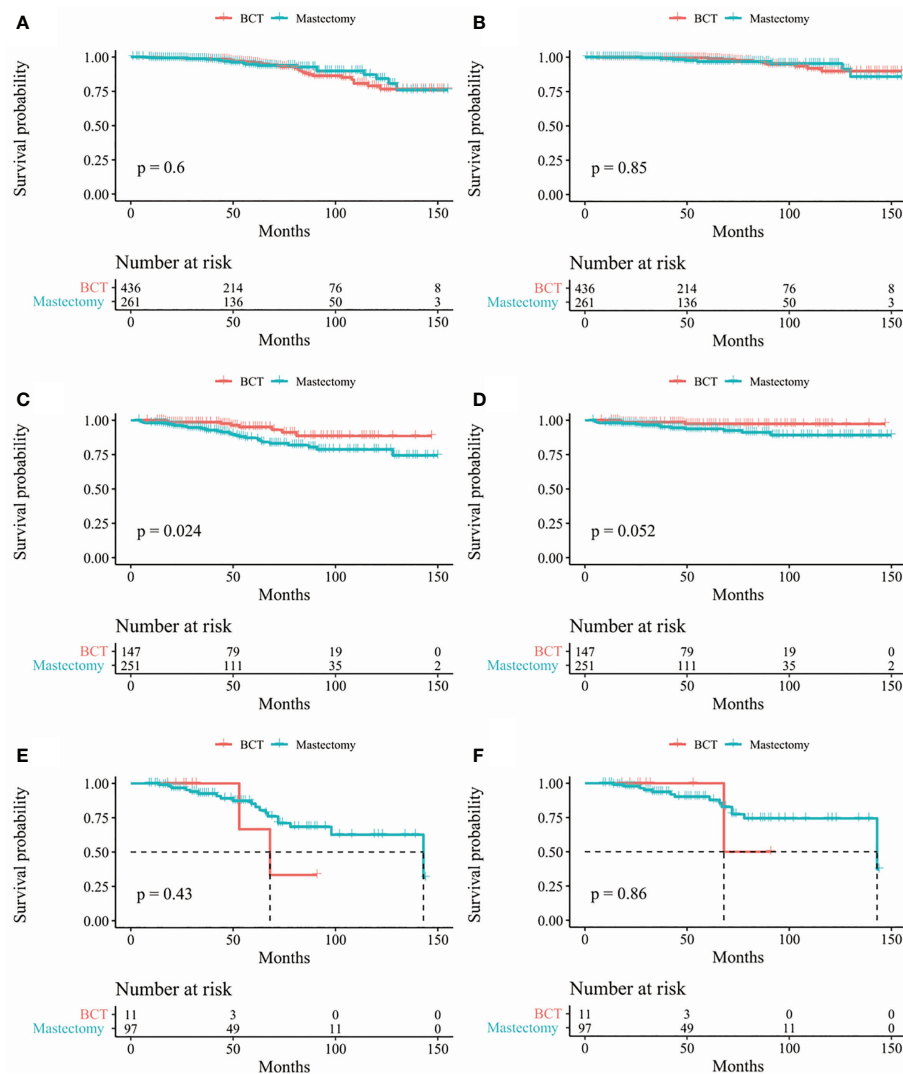 A
BCT Mastectomy
Survival probability
1.00
0.75
0.50
0.25
0.00
p = 0.6
0 50 100 150
Months
Number at risk
BCT 436 214 76 8
Mastectomy 261 136 50 3
0 50 100 150
Months
B
BCT Mastectomy
Survival probability
1.00
0.75
0.50
0.25
0.00
p = 0.85
0 50 100 150
Months
Number at risk
BCT 436 214 76 8
Mastectomy 261 136 50 3
0 50 100 150
Months
C
BCT Mastectomy
Survival probability
1.00
0.75
0.50
0.25
0.00
p = 0.024
0 50 100 150
Months
Number at risk
BCT 147 79 19 0
Mastectomy 251 111 35 2
0 50 100 150
Months
D
BCT Mastectomy
Survival probability
1.00
0.75
0.50
0.25
0.00
p = 0.052
0 50 100 150
Months
Number at risk
BCT 147 79 19 0
Mastectomy 251 111 35 2
0 50 100 150
Months
E
BCT Mastectomy
Survival probability
1.00
0.75
0.50
0.25
0.00
p = 0.43
0 50 100 150
Months
Number at risk
BCT 11 3 0 0
Mastectomy 97 49 11 0
0 50 100 150
Months
F
BCT Mastectomy
Survival probability
1.00
0.75
0.50
0.25
0.00
p = 0.86
0 50 100 150
Months
Number at risk
BCT 11 3 0 0
Mastectomy 97 49 11 0
0 50 100 150
Months